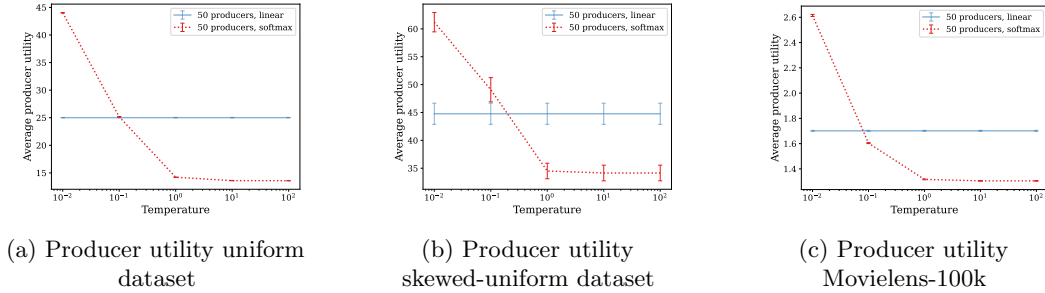 45
40
35
30
25
20
15
Average producer utility
50 producers, linear
50 producers, softmax
10⁻²
10⁻¹
10⁰
10¹
10²
Temperature
(a) Producer utility uniform
dataset
60
55
50
45
40
35
Average producer utility
50 producers, linear
50 producers, softmax
10⁻²
10⁻¹
10⁰
10¹
10²
Temperature
(b) Producer utility
skewed-uniform dataset
2.6
2.4
2.2
2.0
1.8
1.6
1.4
Average producer utility
50 producers, linear
50 producers, softmax
10⁻²
10⁻¹
10⁰
10¹
10²
Temperature
(c) Producer utility
Movielens-100k